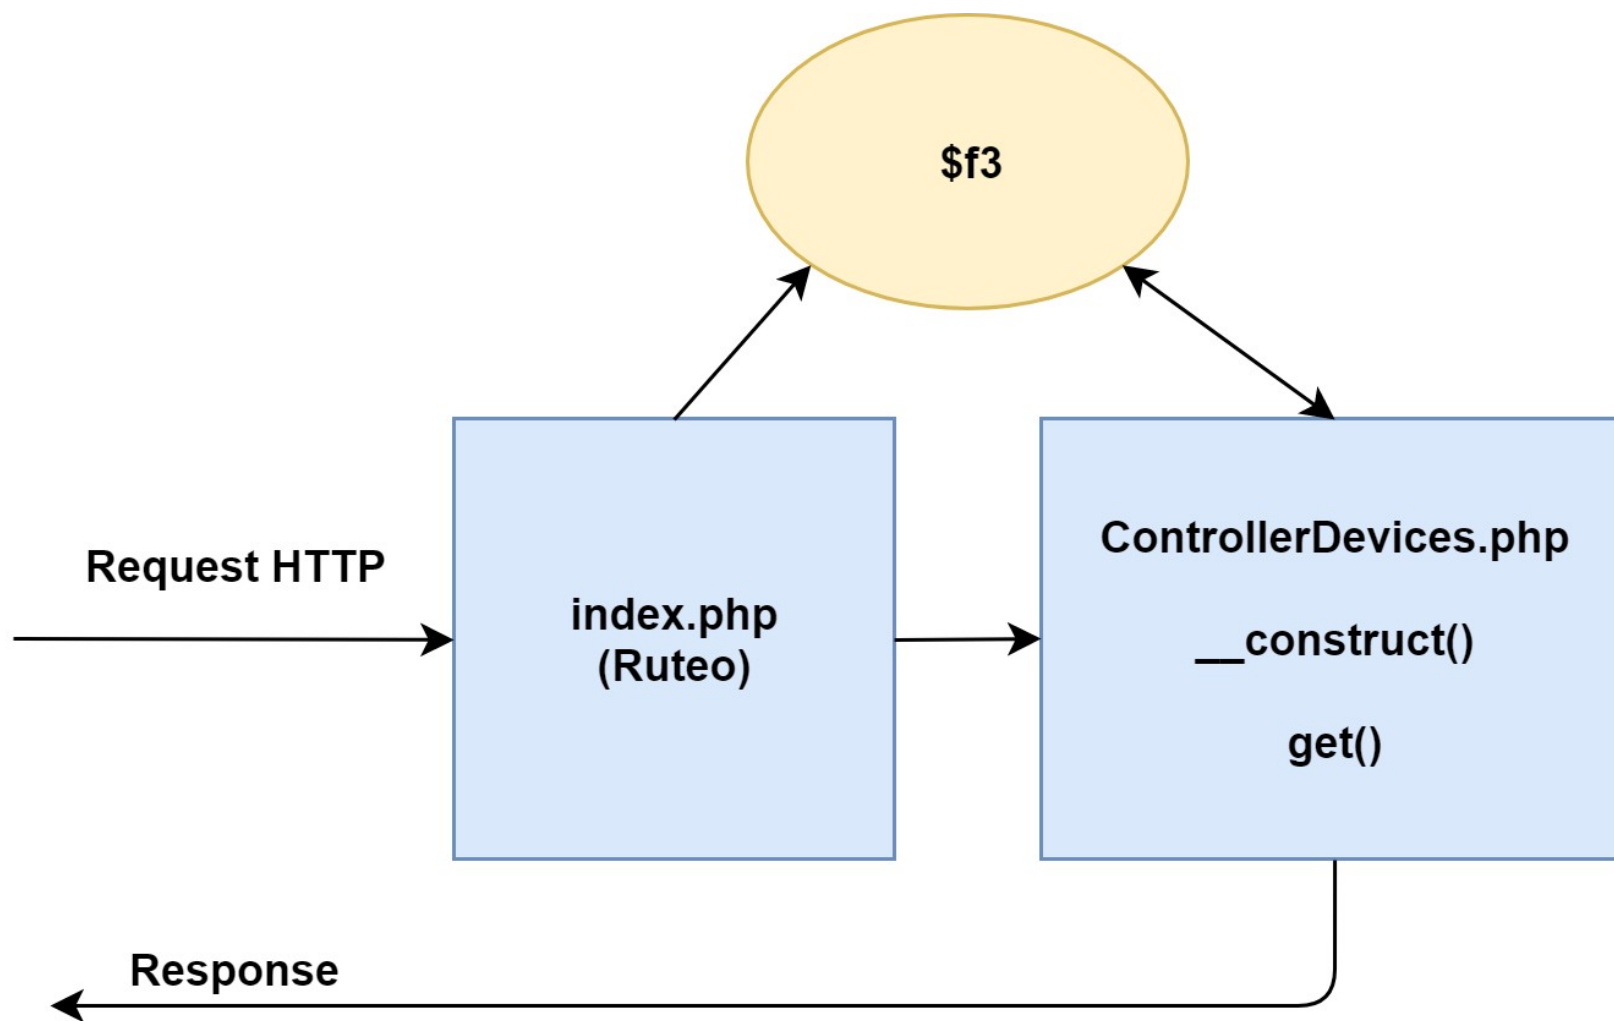 $f3
Request HTTP
index.php
(Ruteo)
ControllerDevices.php
__construct()
get()
Response